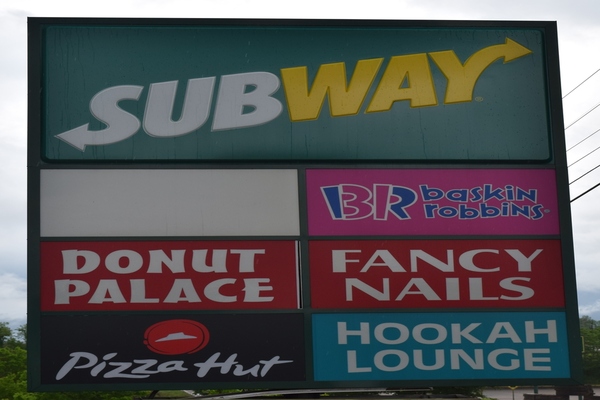 SUBWAY
BR baskin robbins
DONUT
PALACE
FANCY
NAILS
Pizza Hut
HOOKAH
LOUNGE